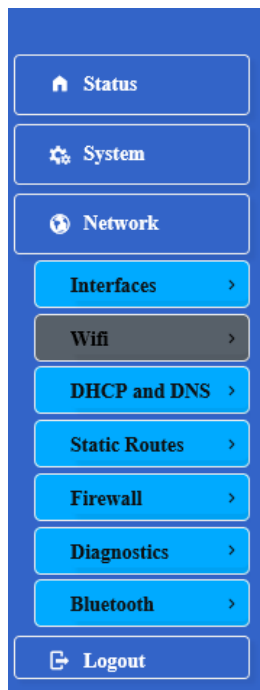 Status
System
Network
Interfaces
Wifi
DHCP and DNS
Static Routes
Firewall
Diagnostics
Bluetooth
Logout